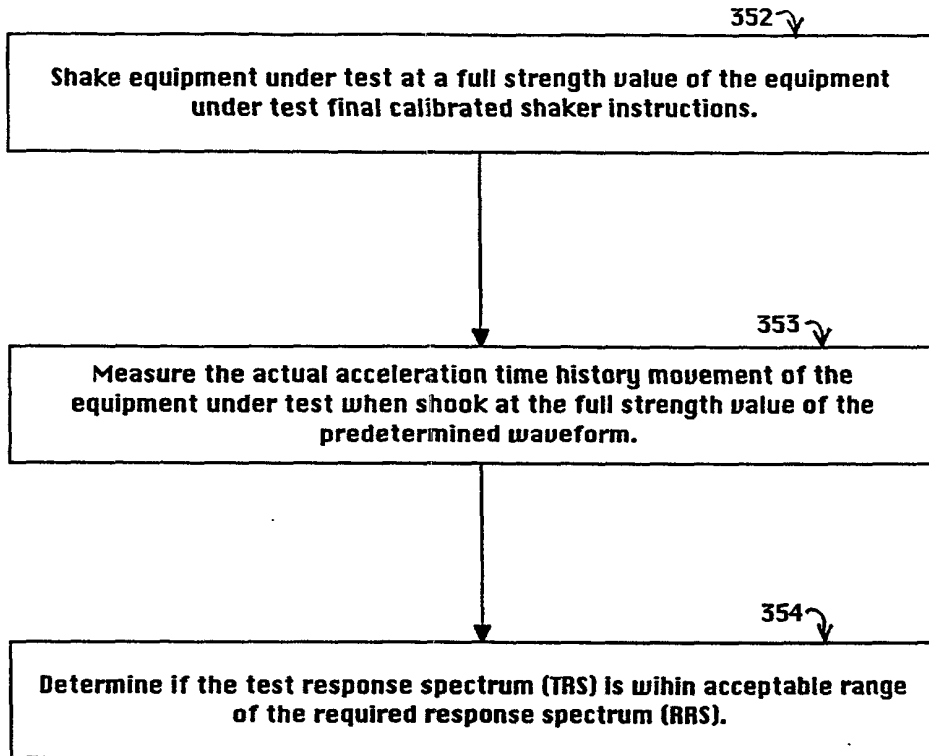 352
Shake equipment under test at a full strength value of the equipment
under test final calibrated shaker instructions.
353
Measure the actual acceleration time history movement of the
equipment under test when shook at the full strength value of the
predetermined waveform.
354
Determine if the test response spectrum (TRS) is wihin acceptable range
of the required response spectrum (RRS).